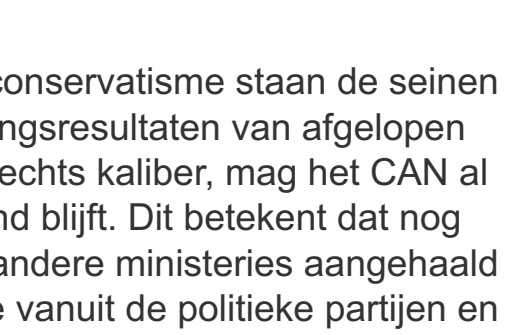 conservatisme staan de seinen
ngsresultaten van afgelopen
echts kaliber, mag het CAN al
nd blijft. Dit betekent dat nog
andere ministeries aangehaald
e vanuit de politieke partijen en